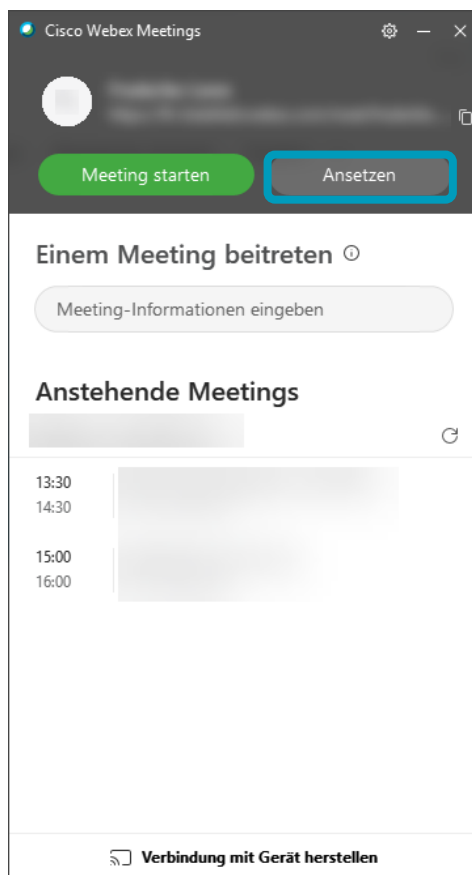 Cisco Webex Meetings
Meeting starten
Ansetzen
Einem Meeting beitreten
Meeting-Informationen eingeben
Anstehende Meetings
13:30
14:30
15:00
16:00
Verbindung mit Gerät herstellen